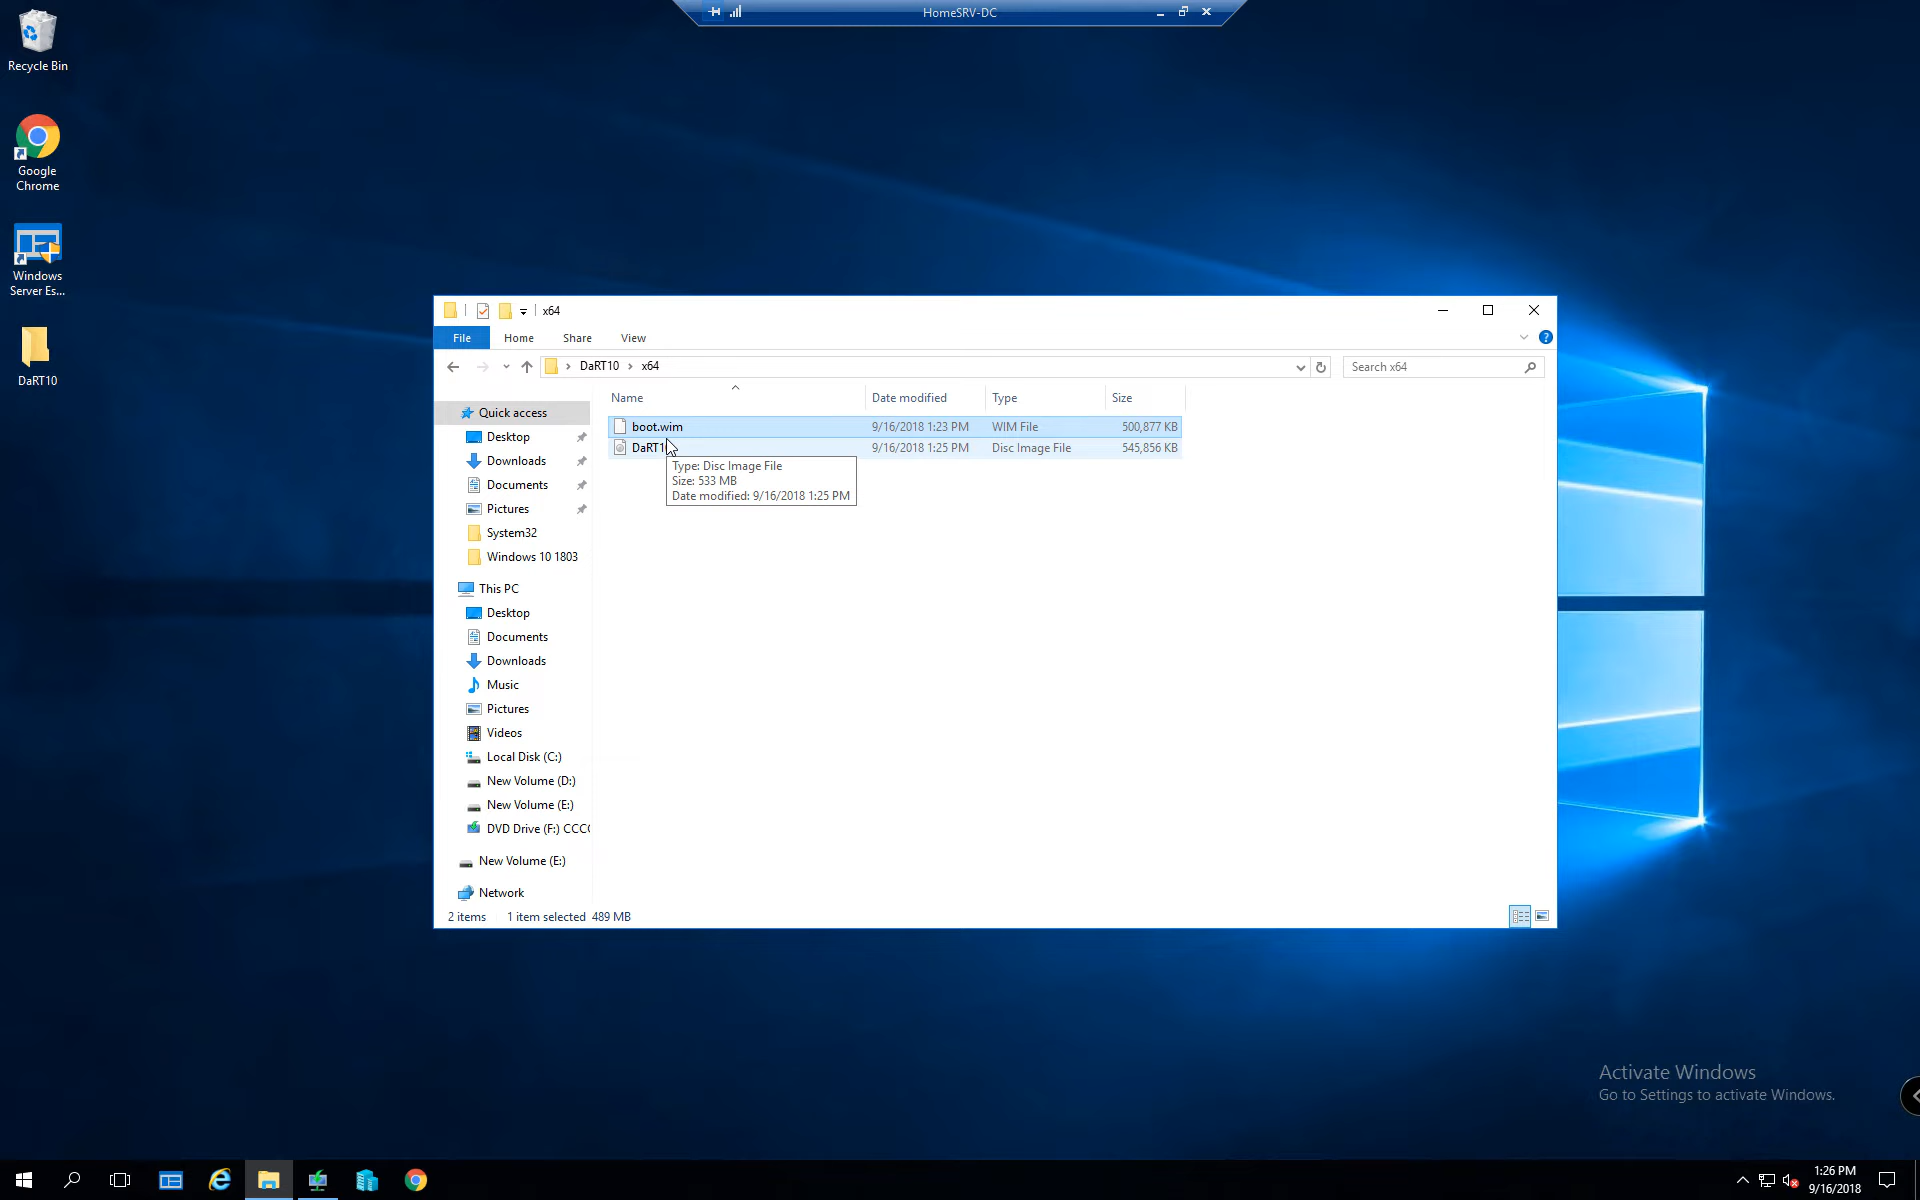 HomeSRV-DC
Recycle Bin
Google
Chrome
Windows
Server Es...
DaRT10
x64
File
Home
Share
View
DaRT10
x64
Search x64
Name
Date modified
Type
Size
boot.wim
9/16/2018 1:23 PM
WIM File
500,877 KB
DaRT1
9/16/2018 1:25 PM
Disc Image File
545,856 KB
Type: Disc Image File
Size: 533 MB
Date modified: 9/16/2018 1:25 PM
Quick access
Desktop
Downloads
Documents
Pictures
System32
Windows 10 1803
This PC
Desktop
Documents
Downloads
Music
Pictures
Videos
Local Disk (C:)
New Volume (D:)
New Volume (E:)
DVD Drive (F:) CCC
New Volume (E:)
Network
2 items
1 item selected 489 MB
Activate Windows
Go to Settings to activate Windows.
1:26 PM
9/16/2018